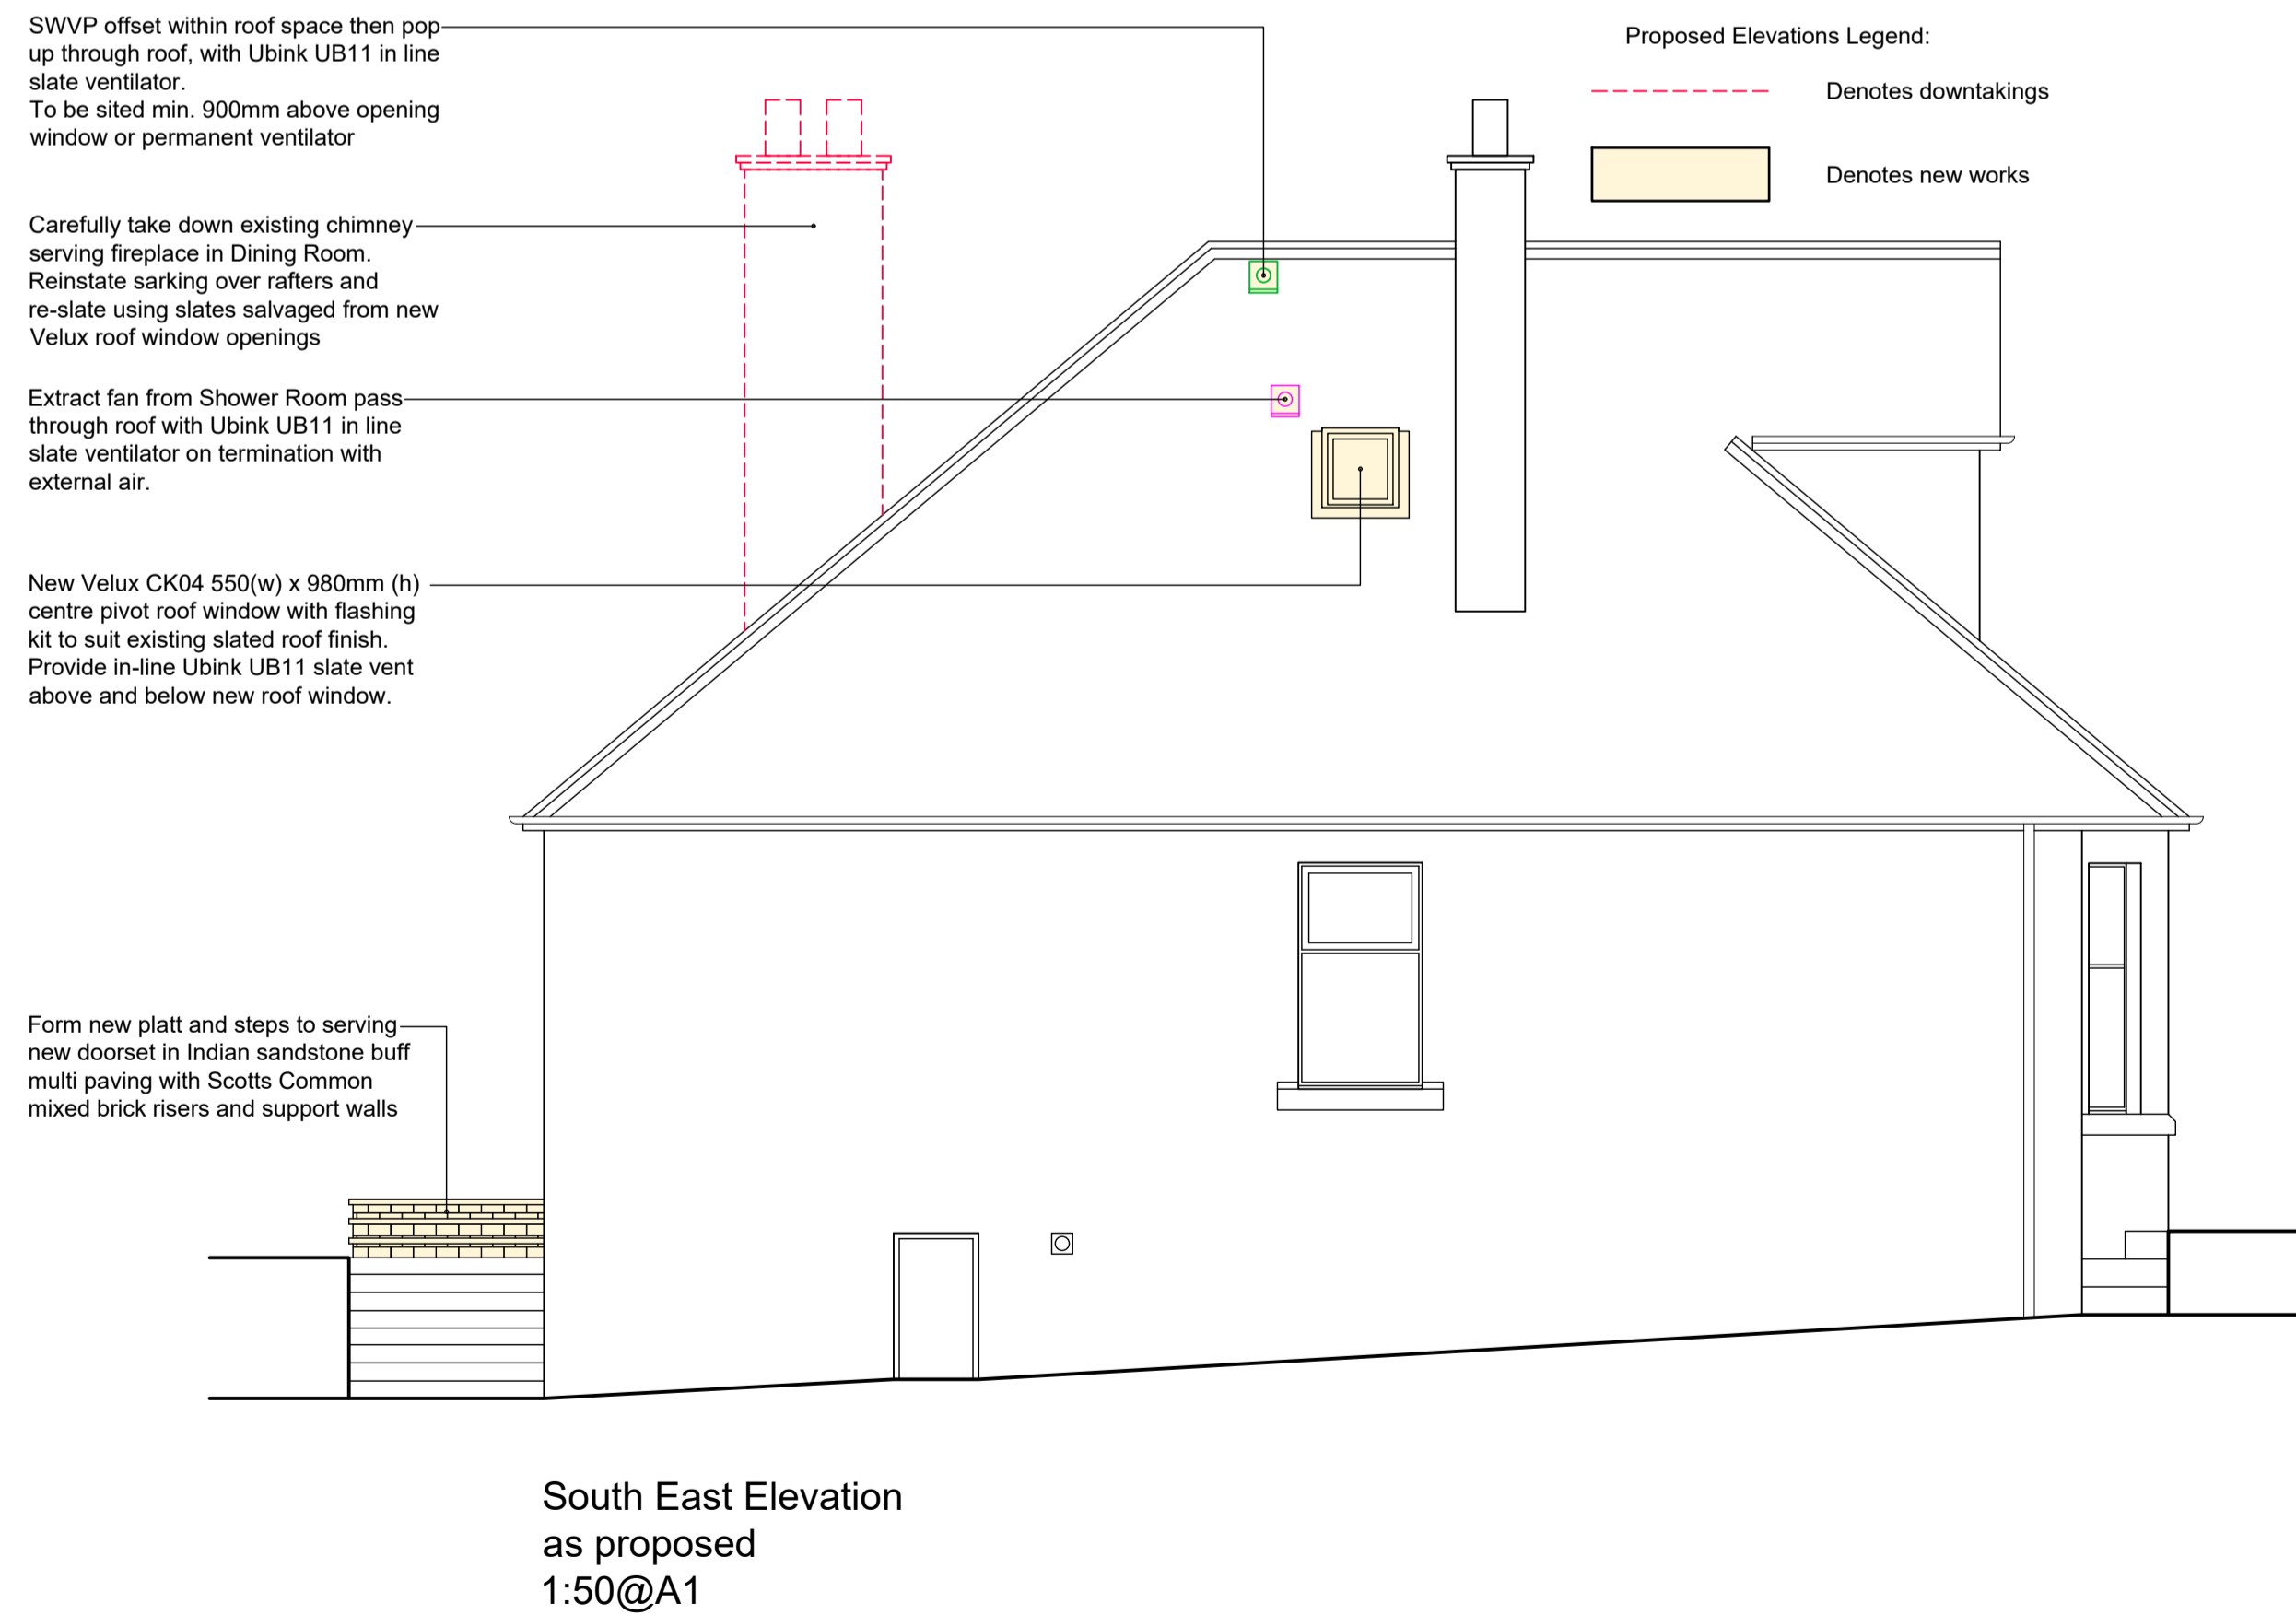 SWVP offset within roof space then pop
up through roof, with Ubink UB11 in line
slate ventilator.
To be sited min. 900mm above opening
window or permanent ventilator
Proposed Elevations Legend:
Denotes downtakings
Denotes new works
Carefully take down existing chimney
serving fireplace in Dining Room.
Reinstate sarking over rafters and
re-slate using slates salvaged from new
Velux roof window openings
Extract fan from Shower Room pass
through roof with Ubink UB11 in line
slate ventilator on termination with
external air.
New Velux CK04 550(w) x 980mm (h)
centre pivot roof window with flashing
kit to suit existing slated roof finish.
Provide in-line Ubink UB11 slate vent
above and below new roof window.
Form new platt and steps to serving
new doorset in Indian sandstone buff
multi paving with Scotts Common
mixed brick risers and support walls
South East Elevation
as proposed
1:50@A1